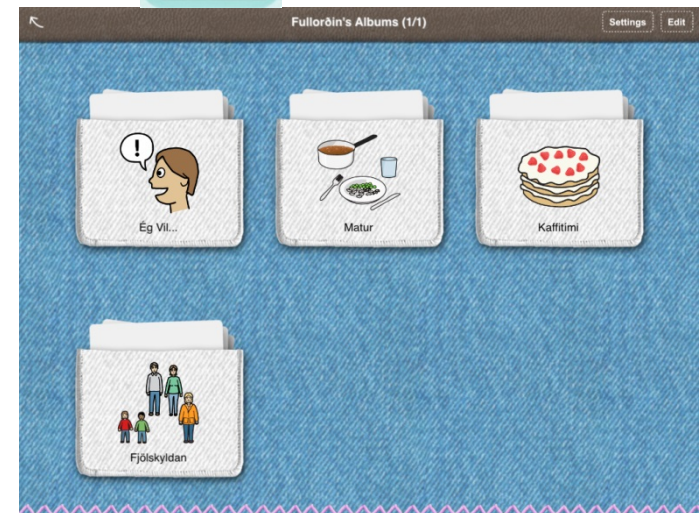 Fullorðin's Albums (1/1)
Settings
Edit
!
Ég Vil...
Matur
Kaffitími
Fjölskyldan